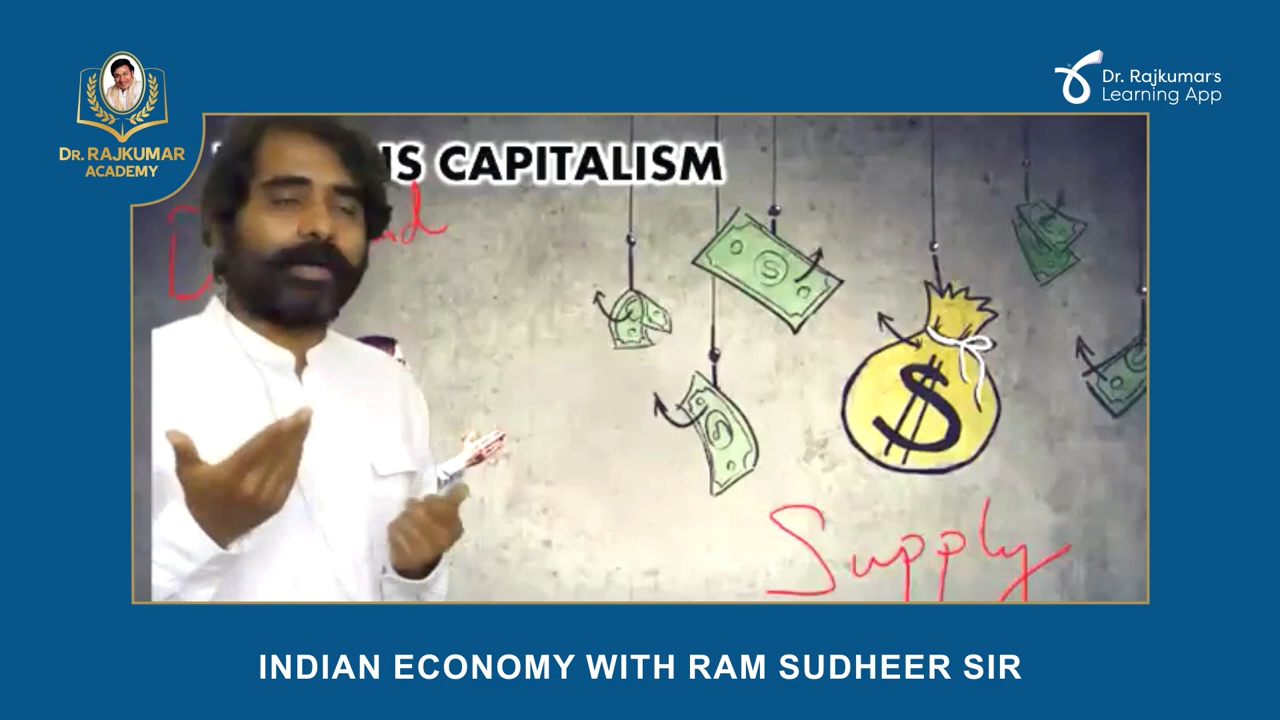 DR. RAJKUMAR
ACADEMY
Dr. Rajkumar's
Learning App
IS CAPITALISM
Supply
$
INDIAN ECONOMY WITH RAM SUDHEER SIR